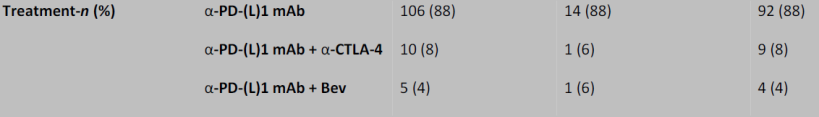 Treatment-n (%) α-PD-(L)1 mAb 106 (88) 14 (88) 92 (88)
α-PD-(L)1 mAb + α-CTLA-4 10 (8) 1 (6) 9 (8)
α-PD-(L)1 mAb + Bev 5 (4) 1 (6) 4 (4)